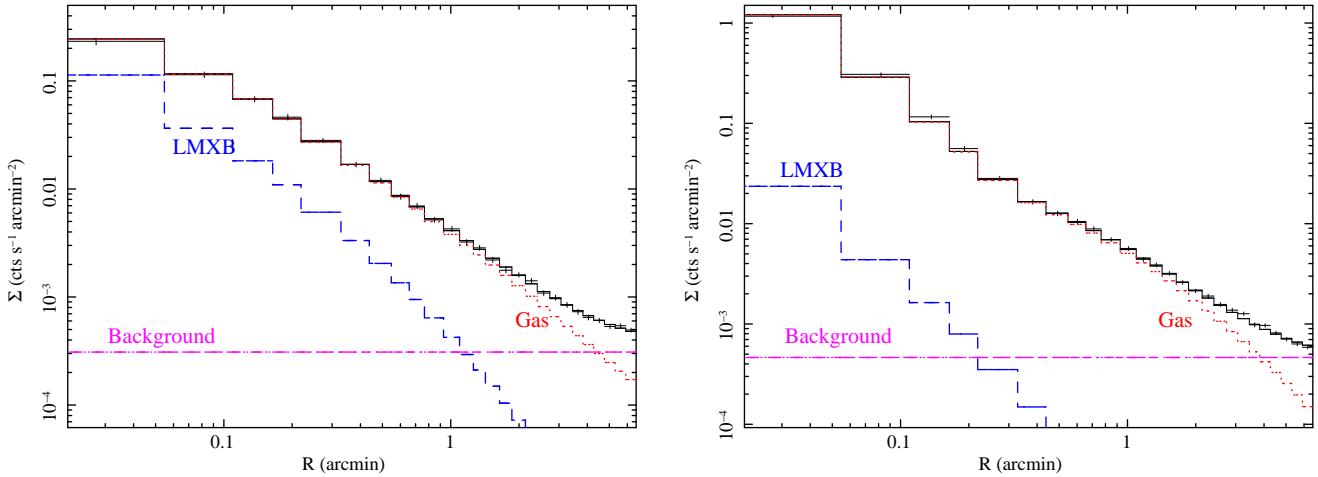 0.1
0.01
10⁻³
10⁻⁴
Σ (cts s⁻¹ arcmin⁻²)
LMXB
Gas
Background
0.1
1
R (arcmin)
1
0.1
0.01
10⁻³
10⁻⁴
Σ (cts s⁻¹ arcmin⁻²)
LMXB
Gas
Background
0.1
1
R (arcmin)